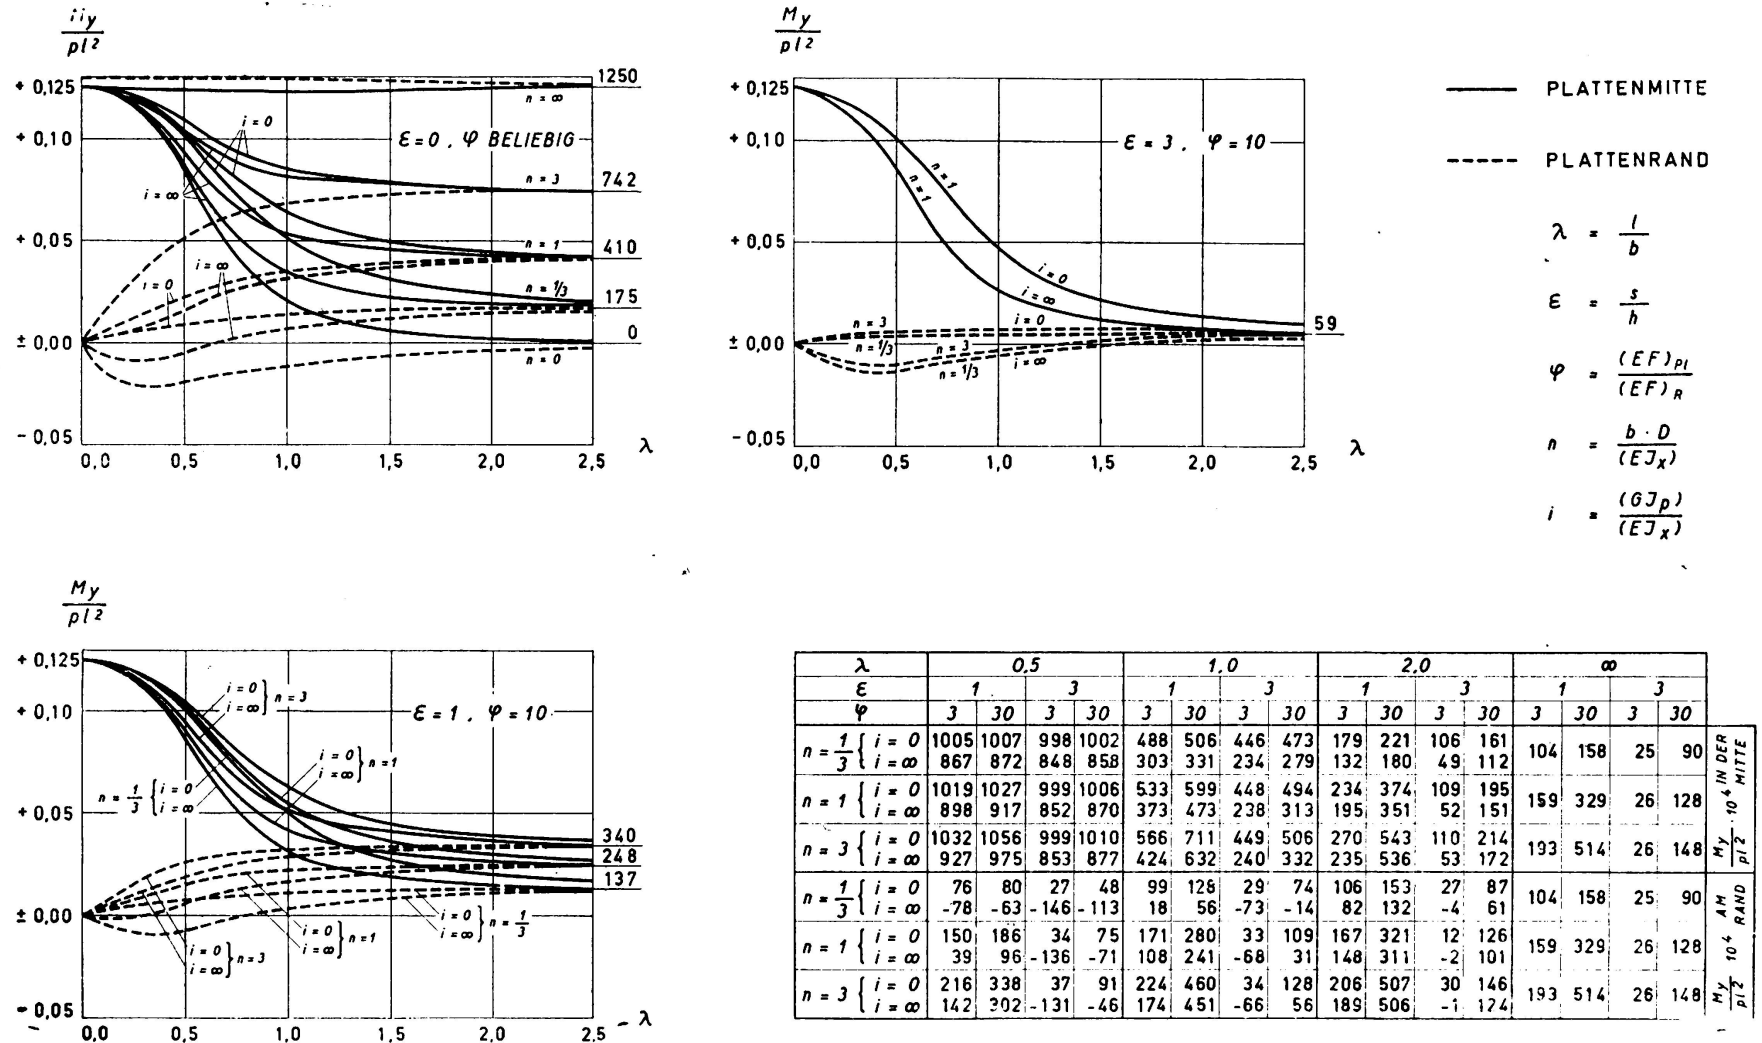 My
pl²
+ 0,125
+ 0,10
+ 0,05
± 0,00
- 0,05
0,0 0,5 1,0 1,5 2,0 2,5 λ
1250
742
410
175
0
n = ∞
i = 0
ε = 0 , φ BELIEBIG
n = 3
i = ∞
n = 1
i = ∞
i = 0
n = 1/3
n = 0
My
pl²
+ 0,125
+ 0,10
+ 0,05
± 0,00
- 0,05
0,0 0,5 1,0 1,5 2,0 2,5 λ
ε = 3 , φ = 10
n = 1
n = 1
i = 0
i = ∞
n = 3
i = 0
n = 1/3
n = 3
n = 1/3
i = ∞
59
PLATTENMITTE
PLATTENRAND
λ = l / b
ε = s / h
φ = (EF)Pl / (EF)R
n = b · D / (EJx)
i = (GJp) / (EJx)
My
pl²
+ 0,125
+ 0,10
+ 0,05
± 0,00
- 0,05
0,0 0,5 1,0 1,5 2,0 2,5 λ
i = 0
i = ∞ } n = 3
ε = 1 , φ = 10
i = 0
i = ∞ } n = 1
n = 1/3 { i = 0
i = ∞
340
248
137
i = 0
i = ∞ } n = 1/3
i = 0
i = ∞ } n = 1
i = 0
i = ∞ } n = 3
λ 0,5 1,0 2,0 ∞
ε 1 3 1 3 1 3 1 3
φ 3 30 3 30 3 30 3 30 3 30 3 30 3 30 3 30
n = 1/3 { i = 0 1005 1007 998 1002 488 506 446 473 179 221 106 161 104 158 25 90
i = ∞ 867 872 848 858 303 331 234 279 132 180 49 112
n = 1 { i = 0 1019 1027 999 1006 533 599 448 494 234 374 109 195 159 329 26 128
i = ∞ 898 917 852 870 373 473 238 313 195 351 52 151
n = 3 { i = 0 1032 1056 999 1010 566 711 449 506 270 543 110 214 193 514 26 148
i = ∞ 927 975 853 877 424 632 240 332 235 536 53 172
My / pl² · 10⁴ IN DER MITTE
n = 1/3 { i = 0 76 80 27 48 99 128 29 74 106 153 27 87 104 158 25 90
i = ∞ -78 -63 -146 -113 18 56 -73 -14 82 132 -4 61
n = 1 { i = 0 150 186 34 75 171 280 33 109 167 321 12 126 159 329 26 128
i = ∞ 39 96 -136 -71 108 241 -68 31 148 311 -2 101
n = 3 { i = 0 216 338 37 91 224 460 34 128 206 507 30 146 193 514 26 148
i = ∞ 142 302 -131 -46 174 451 -66 56 189 506 -1 124
My / pl² 10⁴ AM RAND